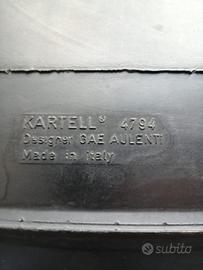 KARTELL® 4794
Designer GAE AULENTI
Made in Italy
subito